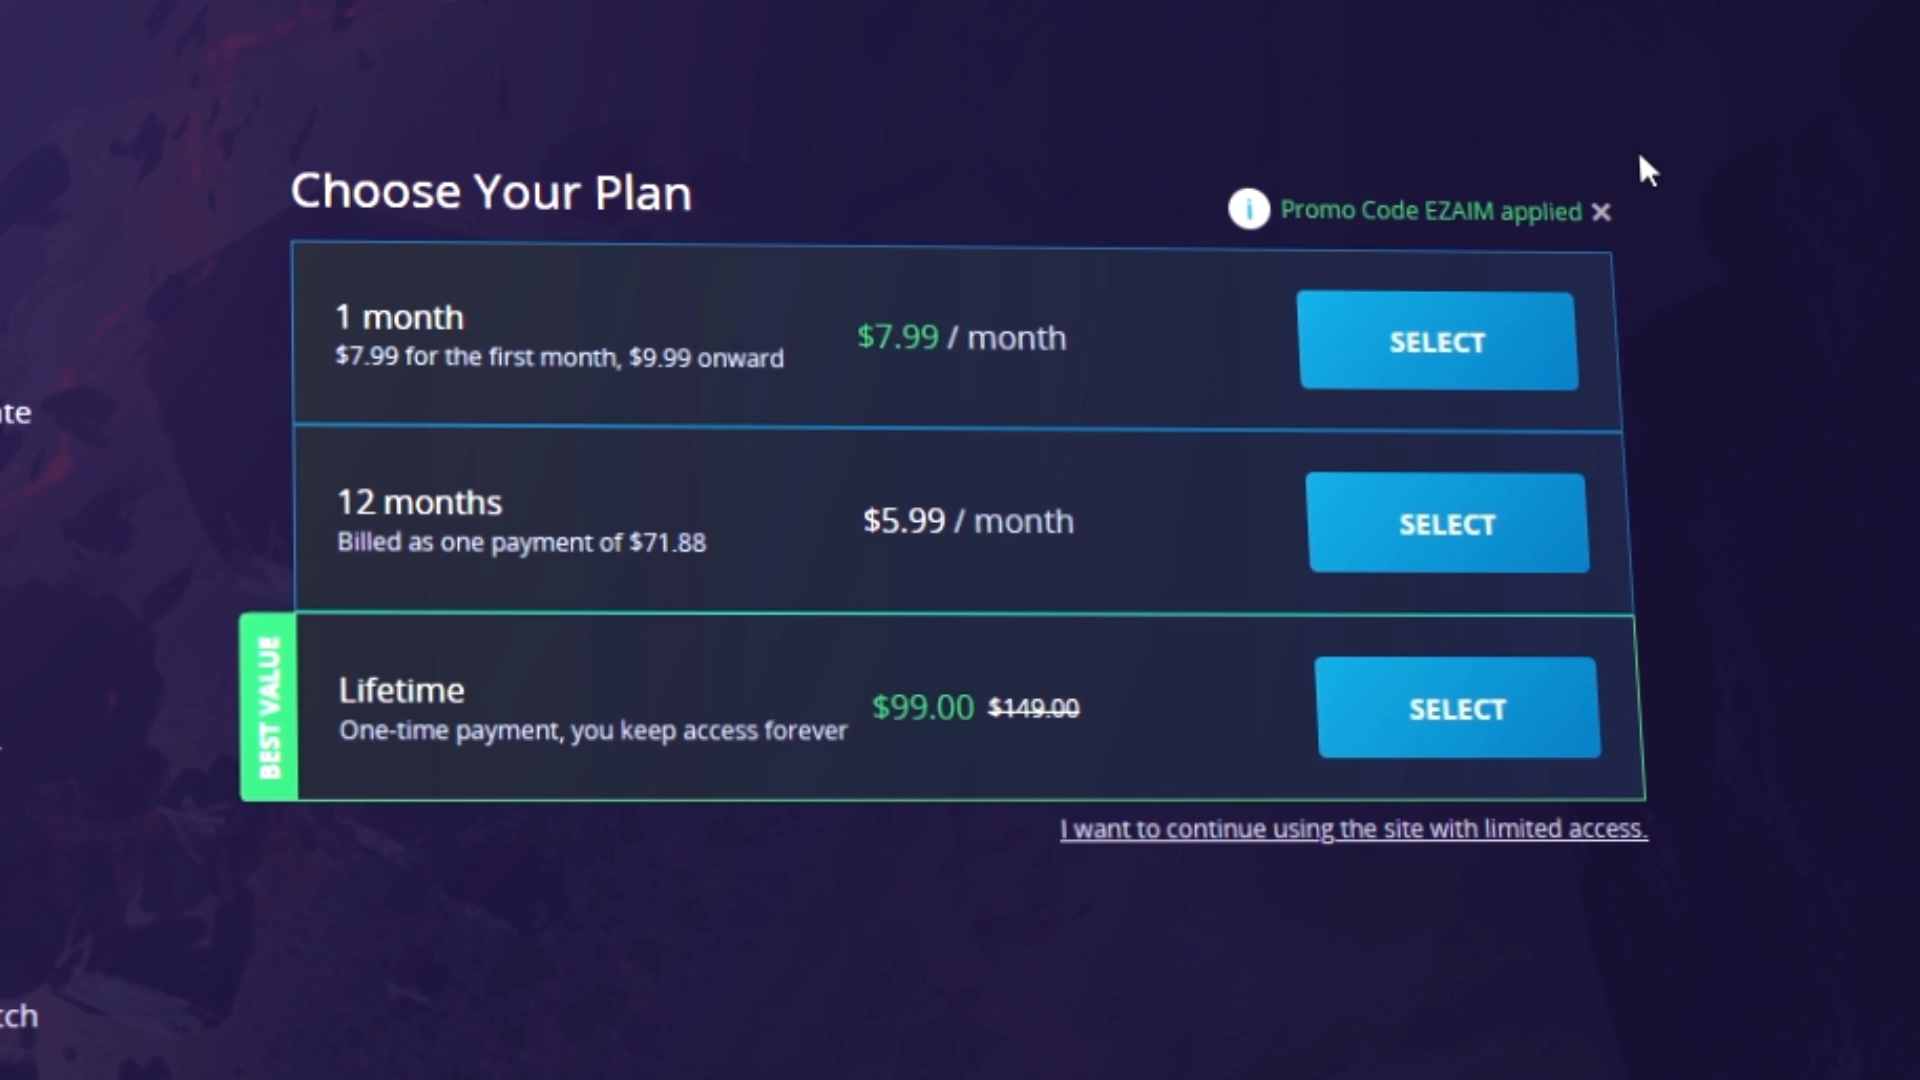 Choose Your Plan
i Promo Code EZAIM applied ×
1 month
$7.99 for the first month, $9.99 onward
$7.99 / month
SELECT
12 months
Billed as one payment of $71.88
$5.99 / month
SELECT
BEST VALUE
Lifetime
One-time payment, you keep access forever
$99.00 $149.00
SELECT
I want to continue using the site with limited access.